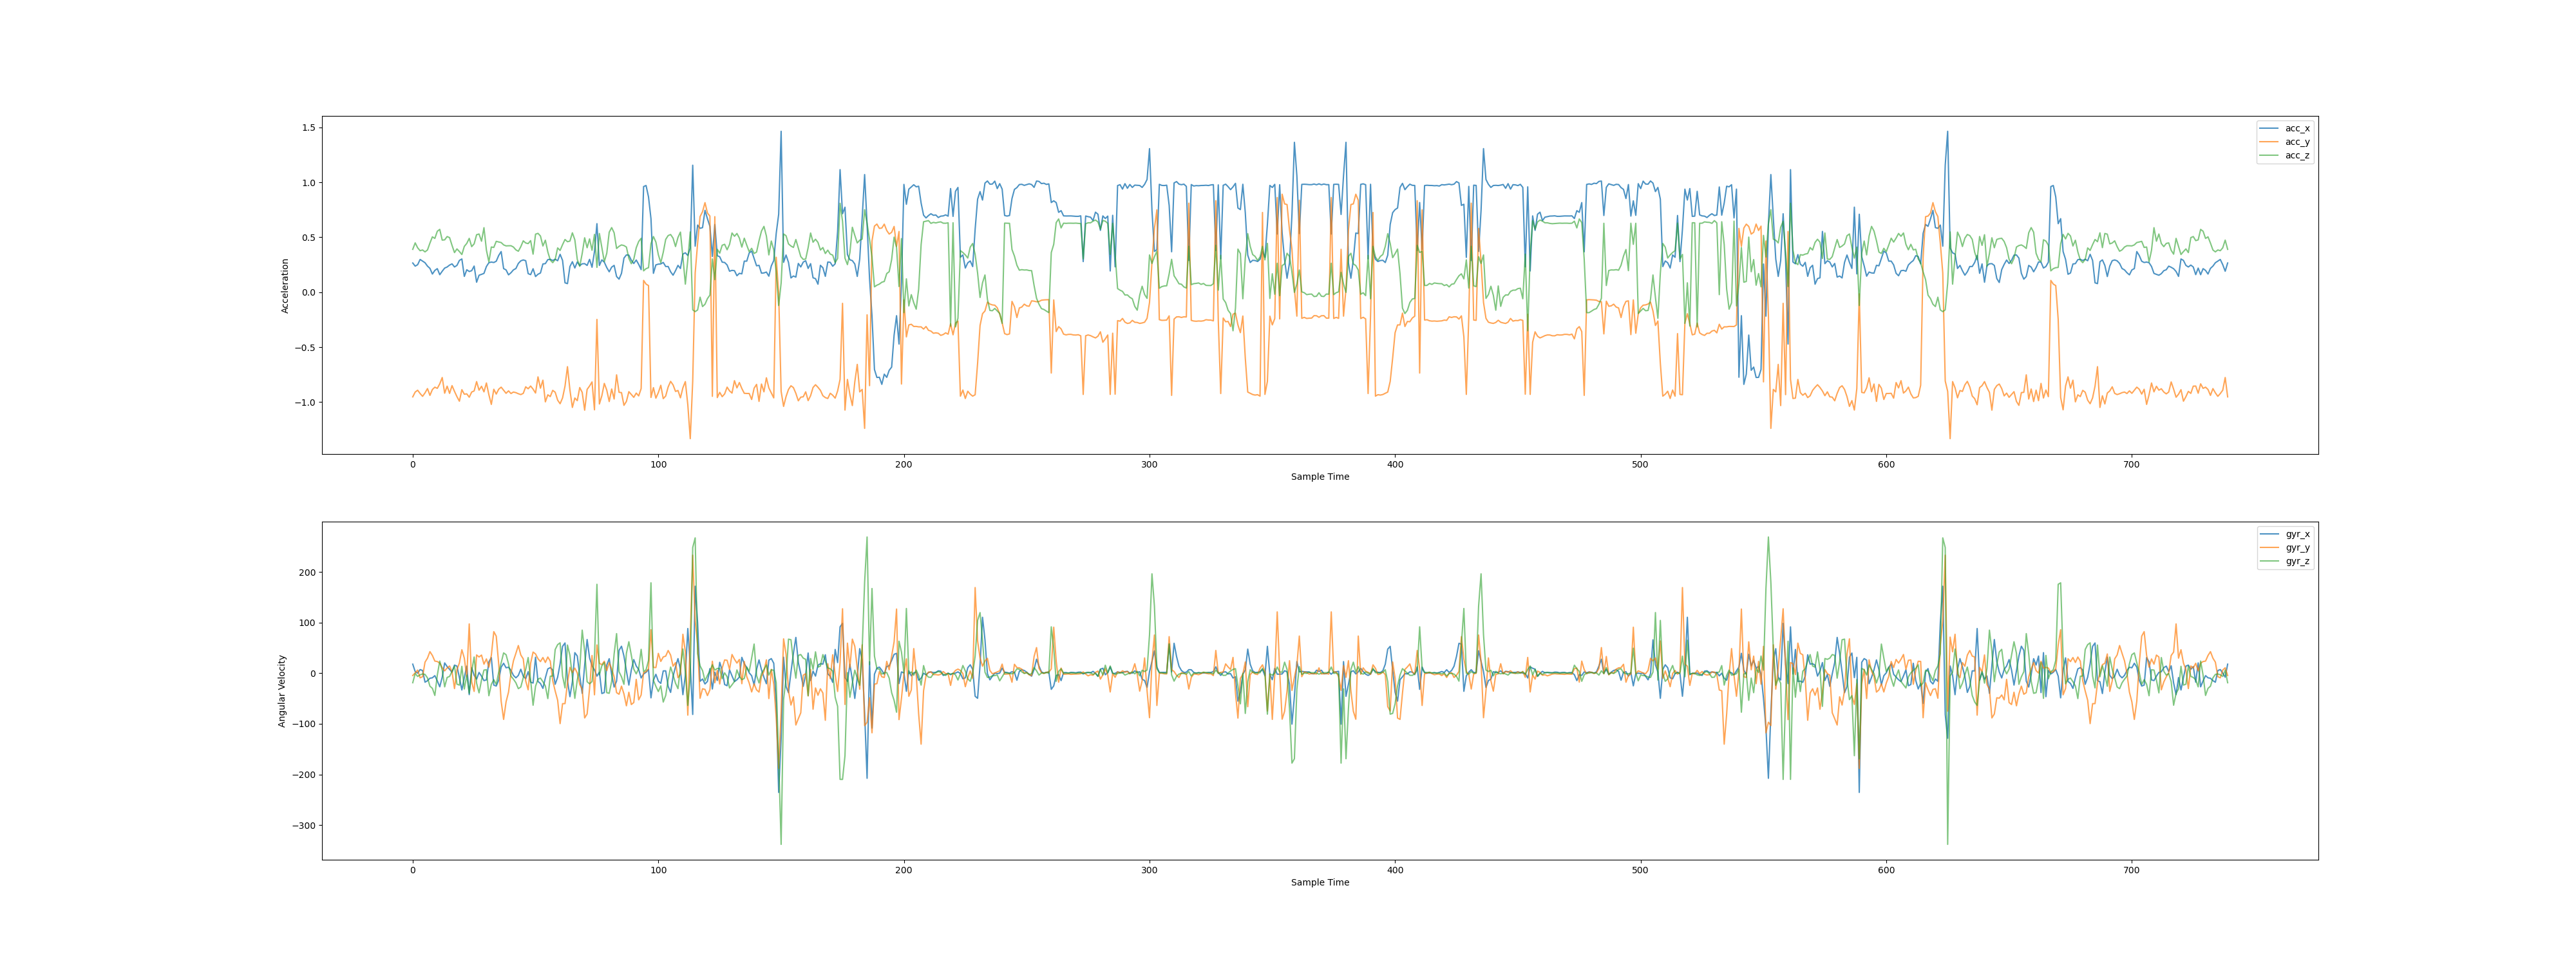 1.5
1.0
0.5
0.0
−0.5
−1.0
Acceleration
acc_x
acc_y
acc_z
0 100 200 300 400 500 600 700
Sample Time
200
100
0
−100
−200
−300
Angular Velocity
gyr_x
gyr_y
gyr_z
0 100 200 300 400 500 600 700
Sample Time